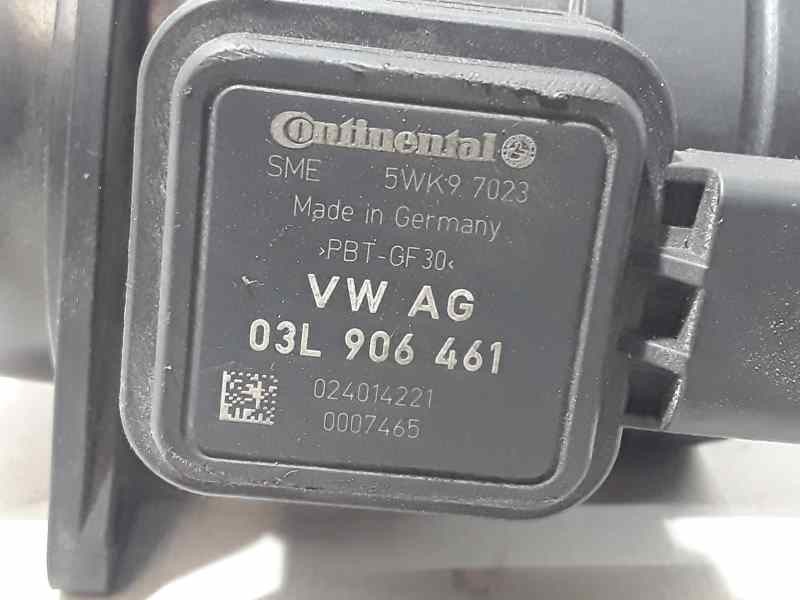 Continental
SME 5WK9 7023
Made in Germany
›PBT-GF30‹
VW AG
03L 906 461
024014221
0007465